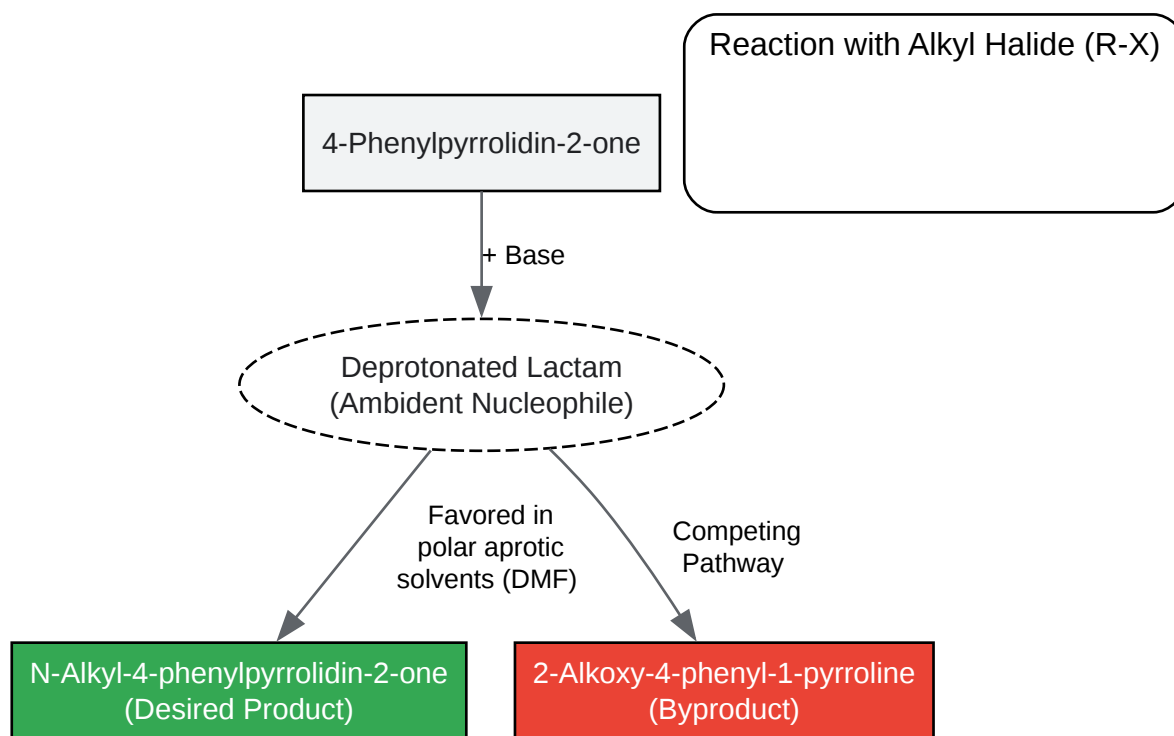 Reaction with Alkyl Halide (R-X)
4-Phenylpyrrolidin-2-one
+ Base
Deprotonated Lactam
(Ambident Nucleophile)
Favored in
polar aprotic
solvents (DMF)
Competing
Pathway
N-Alkyl-4-phenylpyrrolidin-2-one
(Desired Product)
2-Alkoxy-4-phenyl-1-pyrroline
(Byproduct)